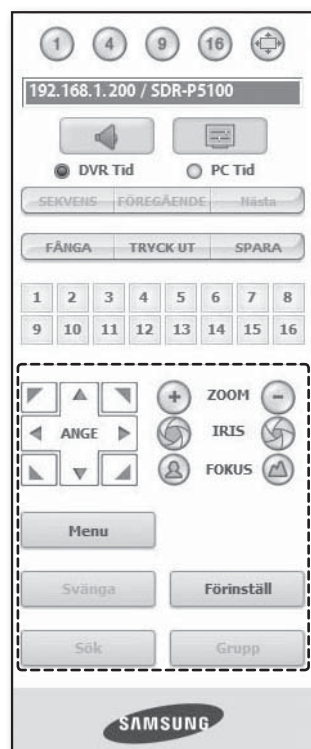 1 4 9 16
192.168.1.200 / SDR-P5100
DVR Tid PC Tid
SEKVENS FÖREGÅENDE Nästa
FÅNGA TRYCK UT SPARA
1 2 3 4 5 6 7 8
9 10 11 12 13 14 15 16
+ ZOOM -
ANGE IRIS
FOKUS
Menu
Svänga Förinställ
Sök Grupp
SAMSUNG